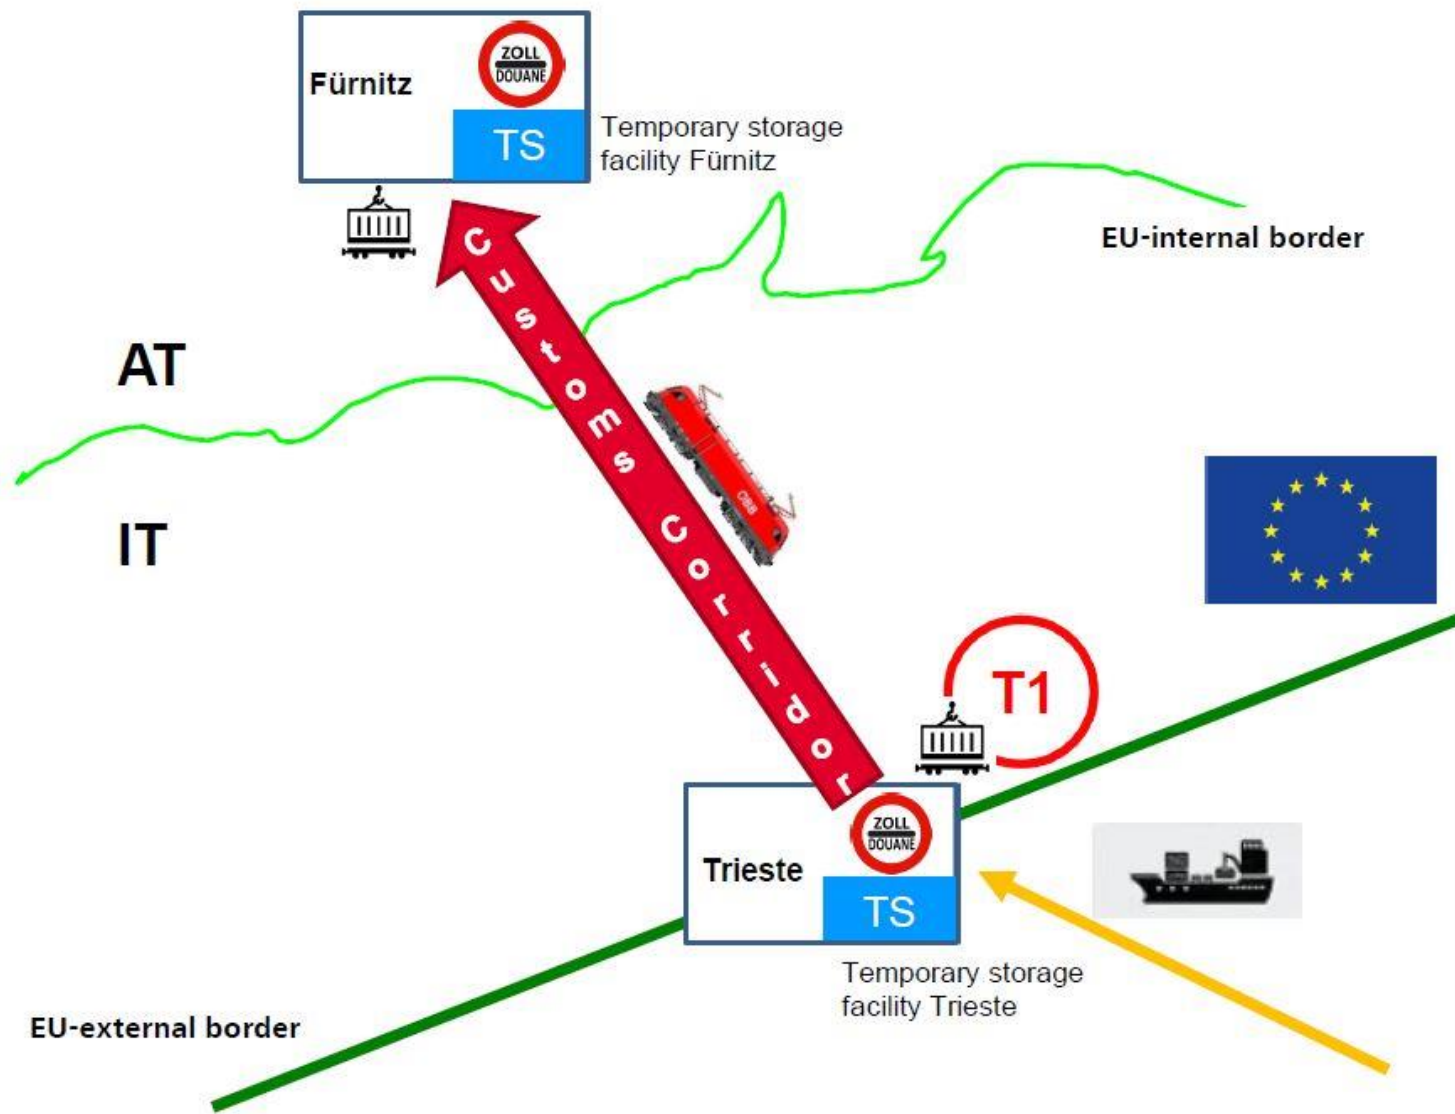 Fürnitz
ZOLL
DOUANE
TS
Temporary storage
facility Fürnitz
EU-internal border
AT
Customs Corridor
ÖBB
IT
T1
Trieste
ZOLL
DOUANE
TS
Temporary storage
facility Trieste
EU-external border